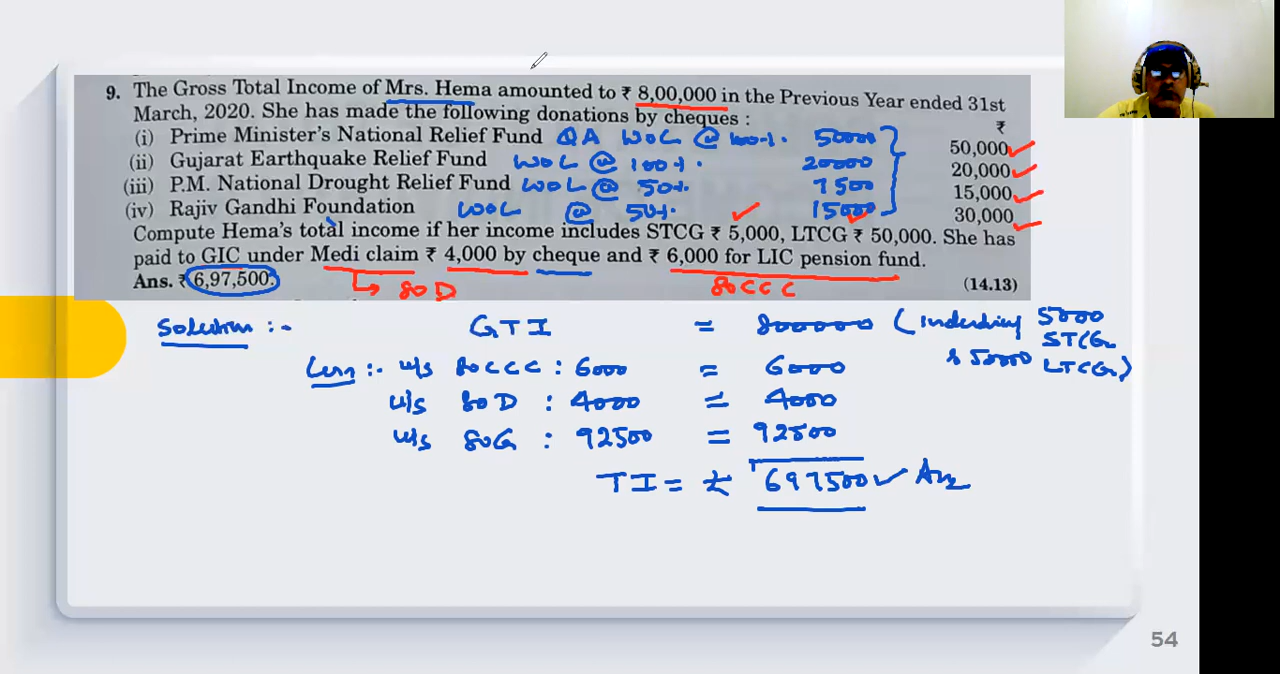 9. The Gross Total Income of Mrs. Hema amounted to ₹ 8,00,000 in the Previous Year ended 31st
March, 2020. She has made the following donations by cheques :
₹
(i) Prime Minister's National Relief Fund QA WOL @ 100%. 50000 50,000
(ii) Gujarat Earthquake Relief Fund WOL @ 100%. 20000 20,000
(iii) P.M. National Drought Relief Fund WOL @ 50%. 7500 15,000
(iv) Rajiv Gandhi Foundation WOL @ 50%. 15000 30,000
Compute Hema's total income if her income includes STCG ₹ 5,000, LTCG ₹ 50,000. She has
paid to GIC under Medi claim ₹ 4,000 by cheque and ₹ 6,000 for LIC pension fund.
Ans. ₹ 6,97,500. (14.13)
80D 80CCC
Solution :- GTI = 800000 (Including 5000
STCG
& 50000 LTCG)
Less :- u/s 80CCC : 6000 = 6000
u/s 80D : 4000 = 4000
u/s 80G : 92500 = 92500
TI = ₹ 697500 Ans
54